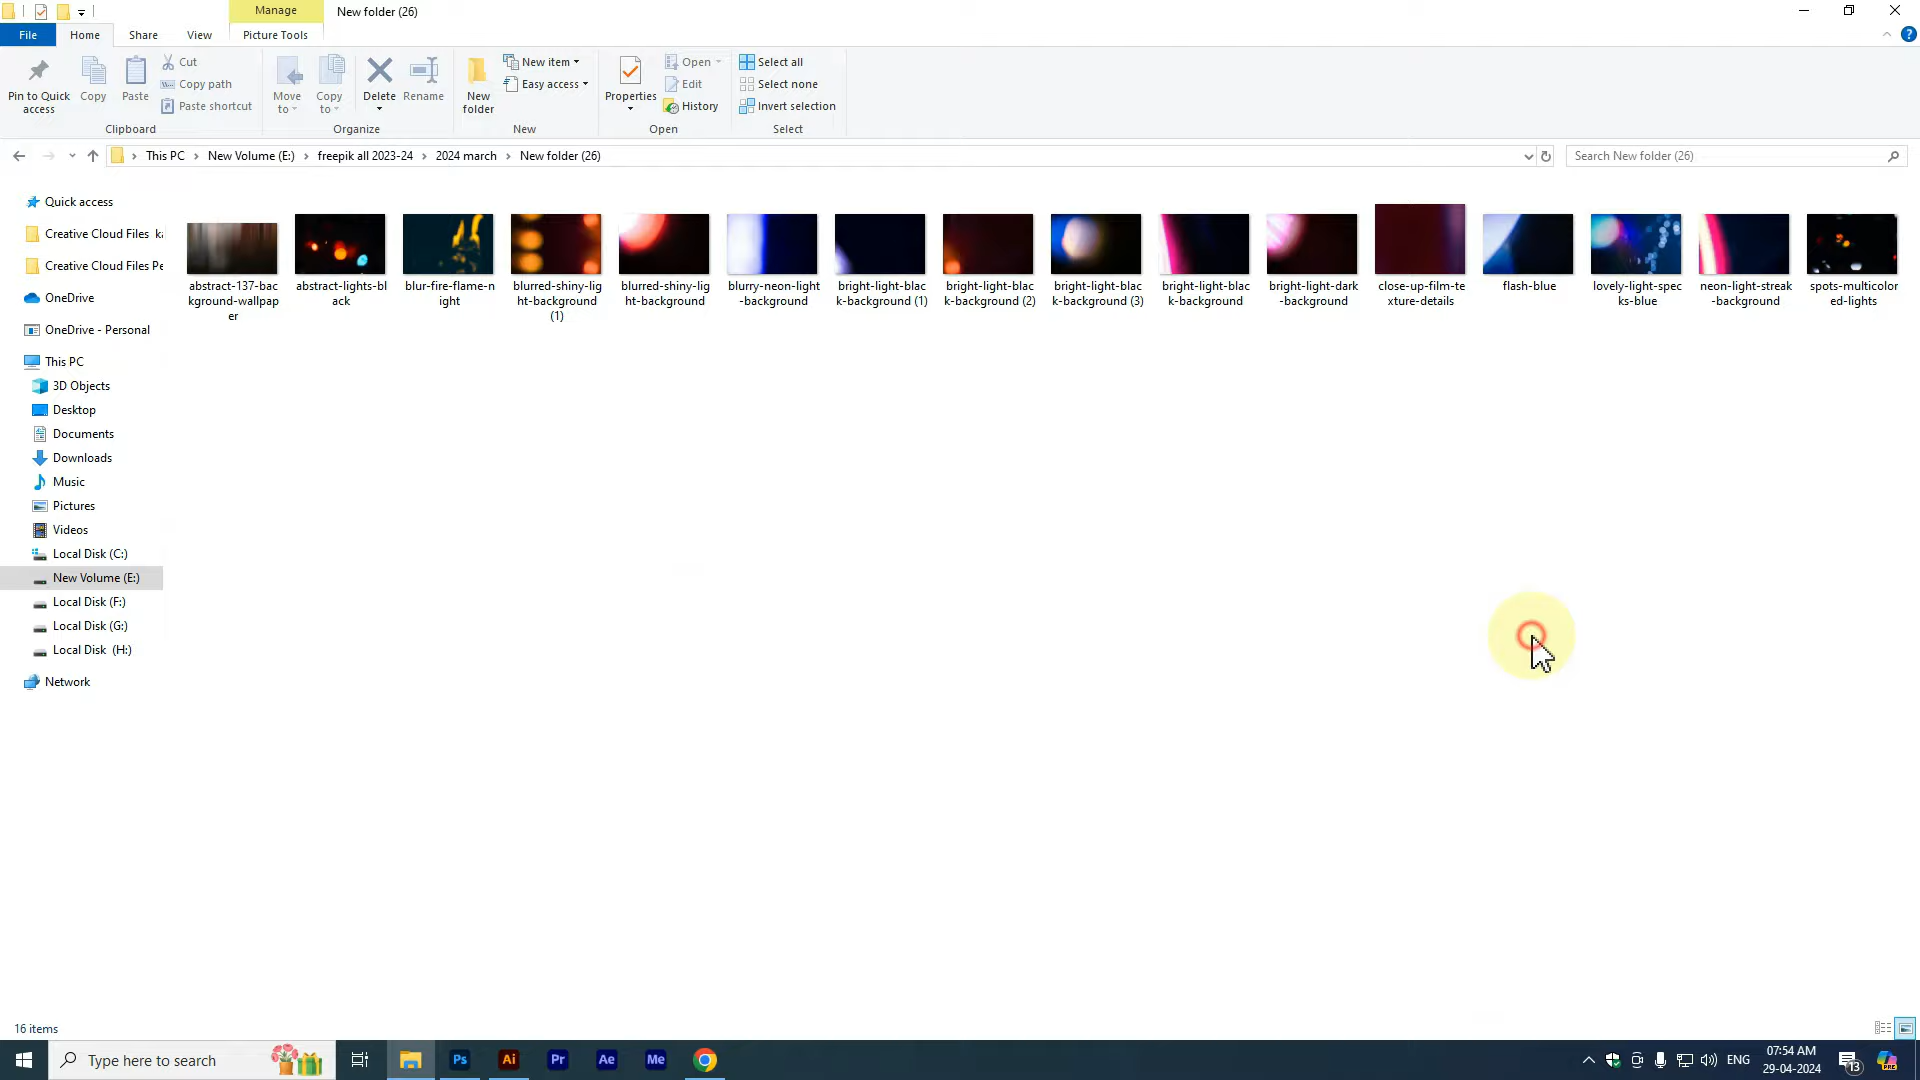 Manage
New folder (26)
File
Home
Share
View
Picture Tools
Pin to Quick
access
Copy
Paste
Cut
Copy path
Paste shortcut
Clipboard
Move
to
Copy
to
Delete
Rename
Organize
New
folder
New item
Easy access
New
Properties
Open
Edit
History
Open
Select all
Select none
Invert selection
Select
This PC
New Volume (E:)
freepik all 2023-24
2024 march
New folder (26)
Search New folder (26)
Quick access
Creative Cloud Files ka
Creative Cloud Files Pe
OneDrive
OneDrive - Personal
This PC
3D Objects
Desktop
Documents
Downloads
Music
Pictures
Videos
Local Disk (C:)
New Volume (E:)
Local Disk (F:)
Local Disk (G:)
Local Disk (H:)
Network
abstract-137-bac
kground-wallpap
er
abstract-lights-bl
ack
blur-fire-flame-n
ight
blurred-shiny-lig
ht-background
(1)
blurred-shiny-lig
ht-background
blurry-neon-light
-background
bright-light-blac
k-background (1)
bright-light-blac
k-background (2)
bright-light-blac
k-background (3)
bright-light-blac
k-background
bright-light-dark
-background
close-up-film-te
xture-details
flash-blue
lovely-light-spec
ks-blue
neon-light-streak
-background
spots-multicolor
ed-lights
16 items
Type here to search
Ps
Ai
Pr
Ae
Me
ENG
07:54 AM
29-04-2024
13
PRE